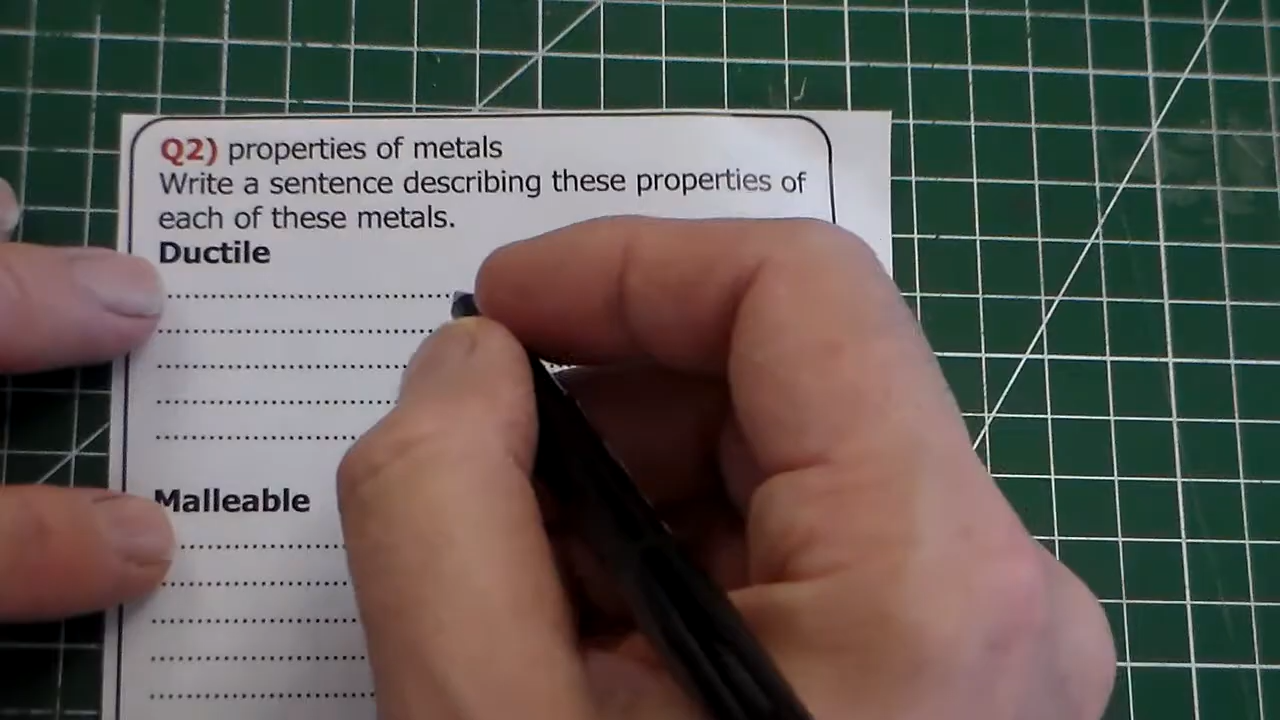 Q2) properties of metals
Write a sentence describing these properties of
each of these metals.
Ductile
Malleable